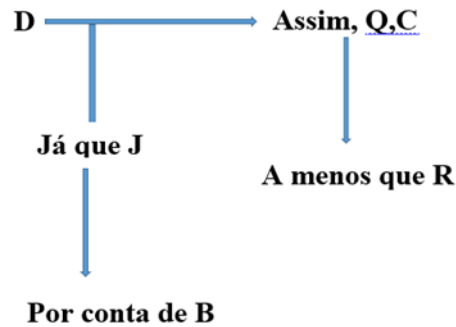 D
Assim, Q,C
Já que J
A menos que R
Por conta de B